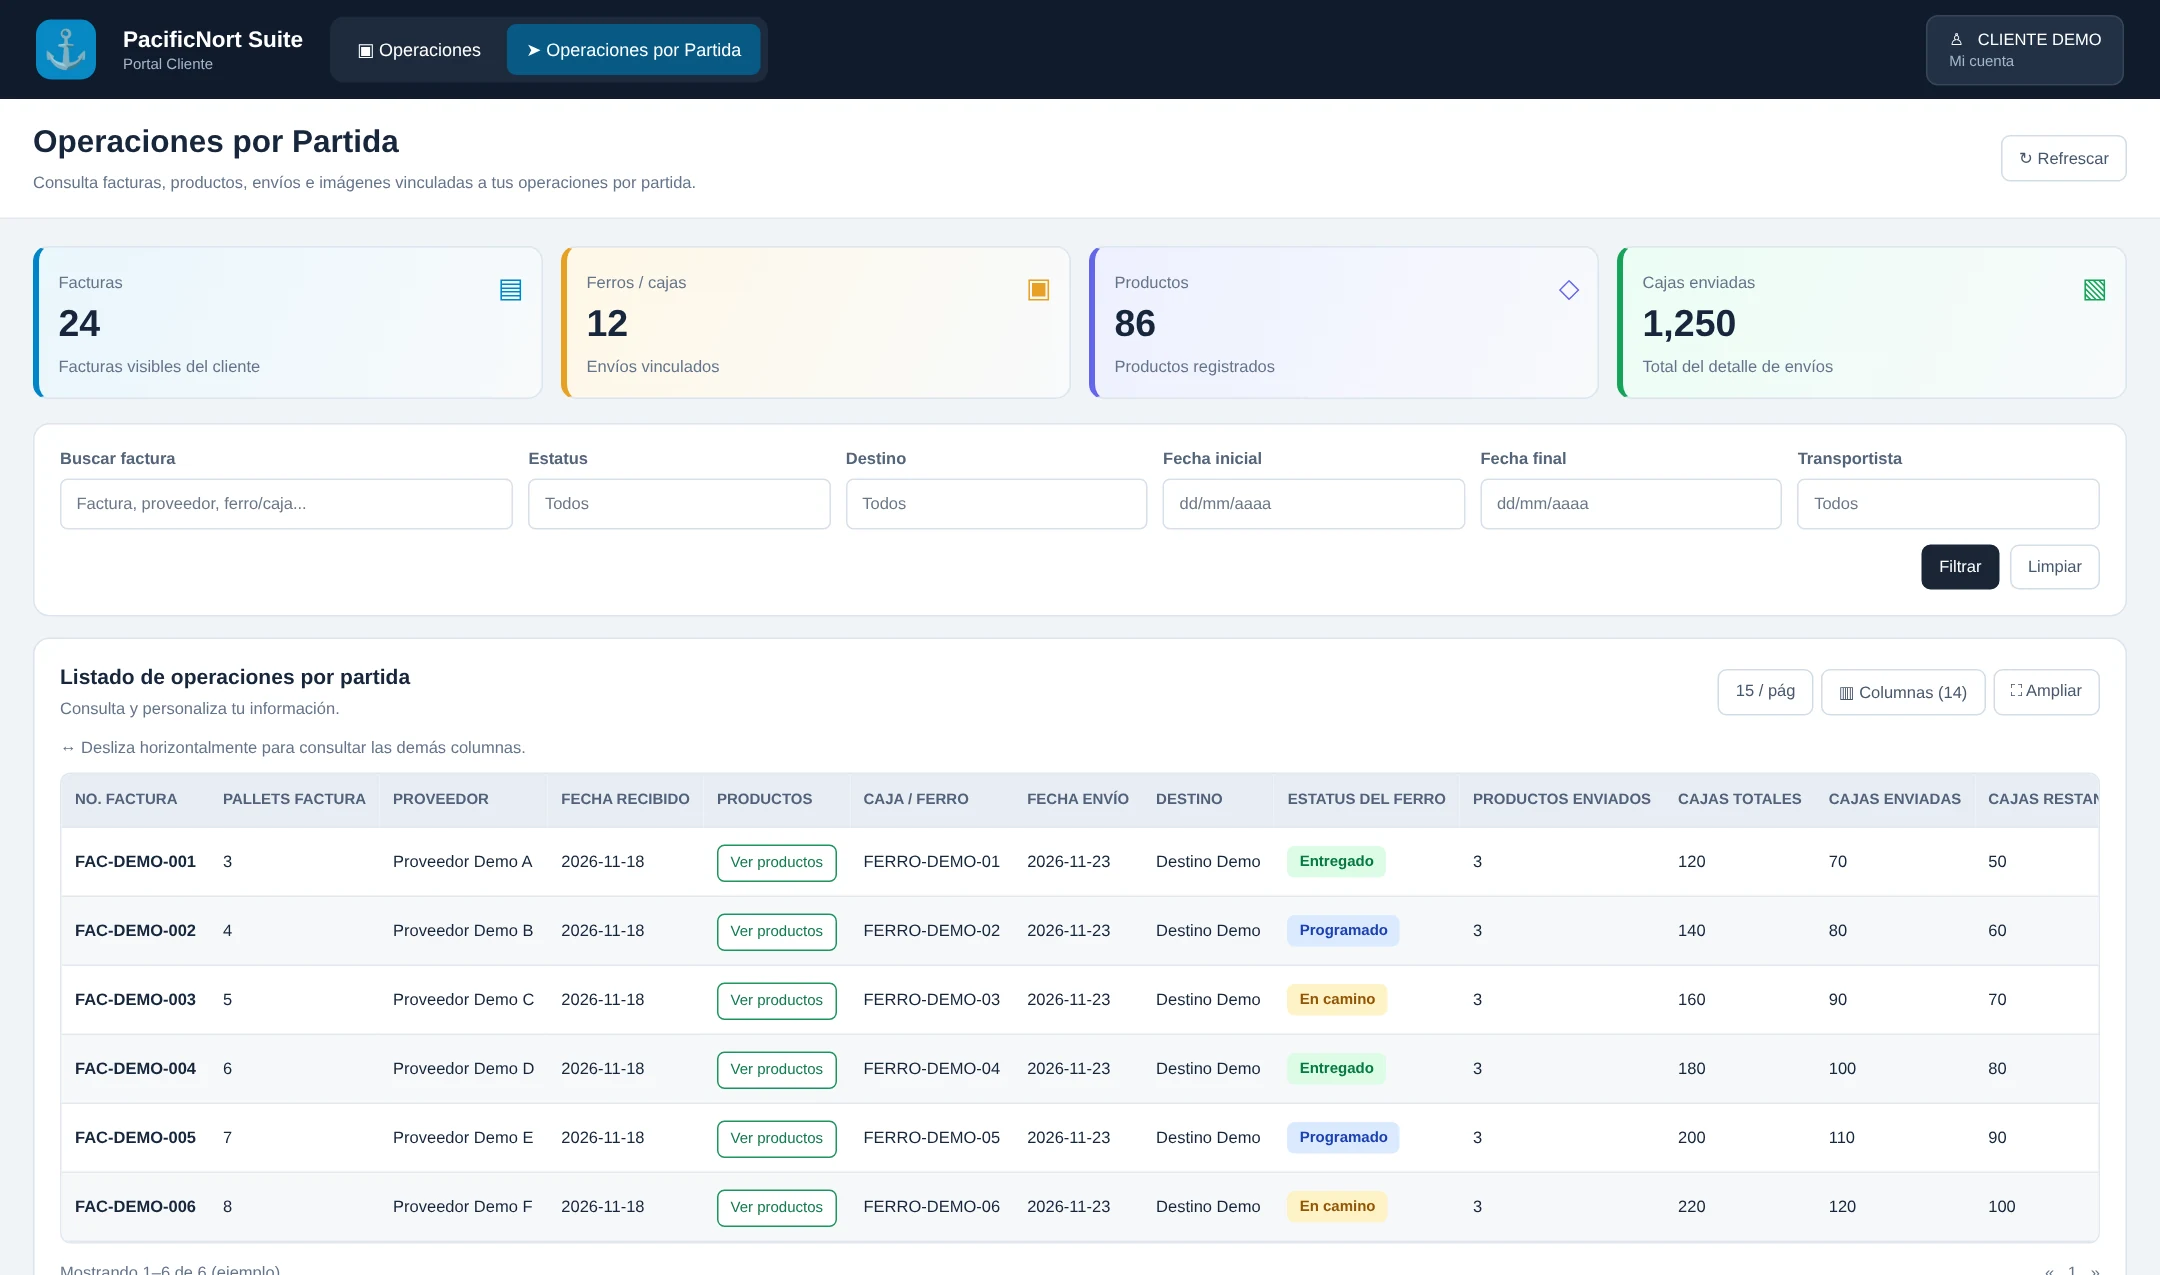 PacificNort Suite
Portal Cliente
Operaciones
Operaciones por Partida
CLIENTE DEMO
Mi cuenta
Operaciones por Partida
Consulta facturas, productos, envíos e imágenes vinculadas a tus operaciones por partida.
↻ Refrescar
Facturas
24
Facturas visibles del cliente
Ferros / cajas
12
Envíos vinculados
Productos
86
Productos registrados
Cajas enviadas
1,250
Total del detalle de envíos
Buscar factura
Factura, proveedor, ferro/caja...
Estatus
Todos
Destino
Todos
Fecha inicial
dd/mm/aaaa
Fecha final
dd/mm/aaaa
Transportista
Todos
Filtrar
Limpiar
Listado de operaciones por partida
Consulta y personaliza tu información.
15 / pág
Columnas (14)
Ampliar
↔ Desliza horizontalmente para consultar las demás columnas.
NO. FACTURA PALLETS FACTURA PROVEEDOR FECHA RECIBIDO PRODUCTOS CAJA / FERRO FECHA ENVÍO DESTINO ESTATUS DEL FERRO PRODUCTOS ENVIADOS CAJAS TOTALES CAJAS ENVIADAS CAJAS RESTAN
FAC-DEMO-001 3 Proveedor Demo A 2026-11-18 Ver productos FERRO-DEMO-01 2026-11-23 Destino Demo Entregado 3 120 70 50
FAC-DEMO-002 4 Proveedor Demo B 2026-11-18 Ver productos FERRO-DEMO-02 2026-11-23 Destino Demo Programado 3 140 80 60
FAC-DEMO-003 5 Proveedor Demo C 2026-11-18 Ver productos FERRO-DEMO-03 2026-11-23 Destino Demo En camino 3 160 90 70
FAC-DEMO-004 6 Proveedor Demo D 2026-11-18 Ver productos FERRO-DEMO-04 2026-11-23 Destino Demo Entregado 3 180 100 80
FAC-DEMO-005 7 Proveedor Demo E 2026-11-18 Ver productos FERRO-DEMO-05 2026-11-23 Destino Demo Programado 3 200 110 90
FAC-DEMO-006 8 Proveedor Demo F 2026-11-18 Ver productos FERRO-DEMO-06 2026-11-23 Destino Demo En camino 3 220 120 100
Mostrando 1–6 de 6 (ejemplo)
« 1 »